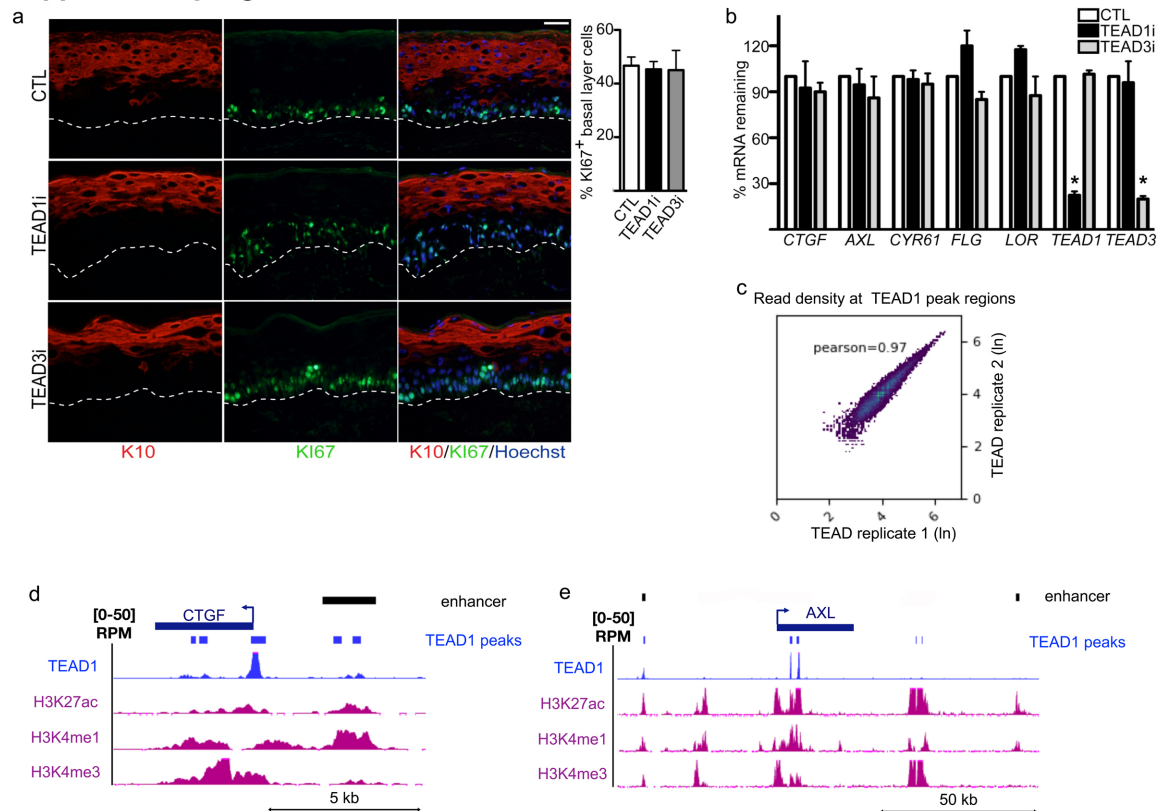 a
CTL
TEAD1i
TEAD3i
K10
KI67
K10/KI67/Hoechst
% KI67+ basal layer cells
60
40
20
CTL
TEAD1i
TEAD3i
b
CTL
TEAD1i
TEAD3i
% mRNA remaining
120
90
60
30
*
*
CTGF
AXL
CYR61
FLG
LOR
TEAD1
TEAD3
c
Read density at TEAD1 peak regions
pearson=0.97
6
4
2
0
TEAD replicate 2 (ln)
0
2
4
6
TEAD replicate 1 (ln)
d
[0-50]
RPM
CTGF
enhancer
TEAD1 peaks
TEAD1
H3K27ac
H3K4me1
H3K4me3
5 kb
e
[0-50]
RPM
AXL
enhancer
TEAD1 peaks
TEAD1
H3K27ac
H3K4me1
H3K4me3
50 kb